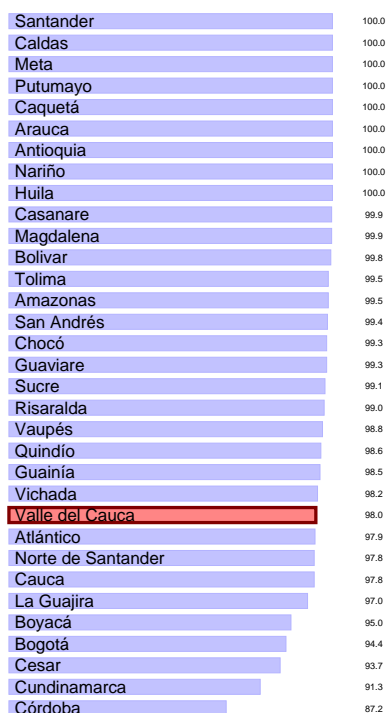 Santander 100.0
Caldas 100.0
Meta 100.0
Putumayo 100.0
Caquetá 100.0
Arauca 100.0
Antioquia 100.0
Nariño 100.0
Huila 100.0
Casanare 99.9
Magdalena 99.9
Bolivar 99.8
Tolima 99.5
Amazonas 99.5
San Andrés 99.4
Chocó 99.3
Guaviare 99.3
Sucre 99.1
Risaralda 99.0
Vaupés 98.8
Quindío 98.6
Guainía 98.5
Vichada 98.2
Valle del Cauca 98.0
Atlántico 97.9
Norte de Santander 97.8
Cauca 97.8
La Guajira 97.0
Boyacá 95.0
Bogotá 94.4
Cesar 93.7
Cundinamarca 91.3
Córdoba 87.2